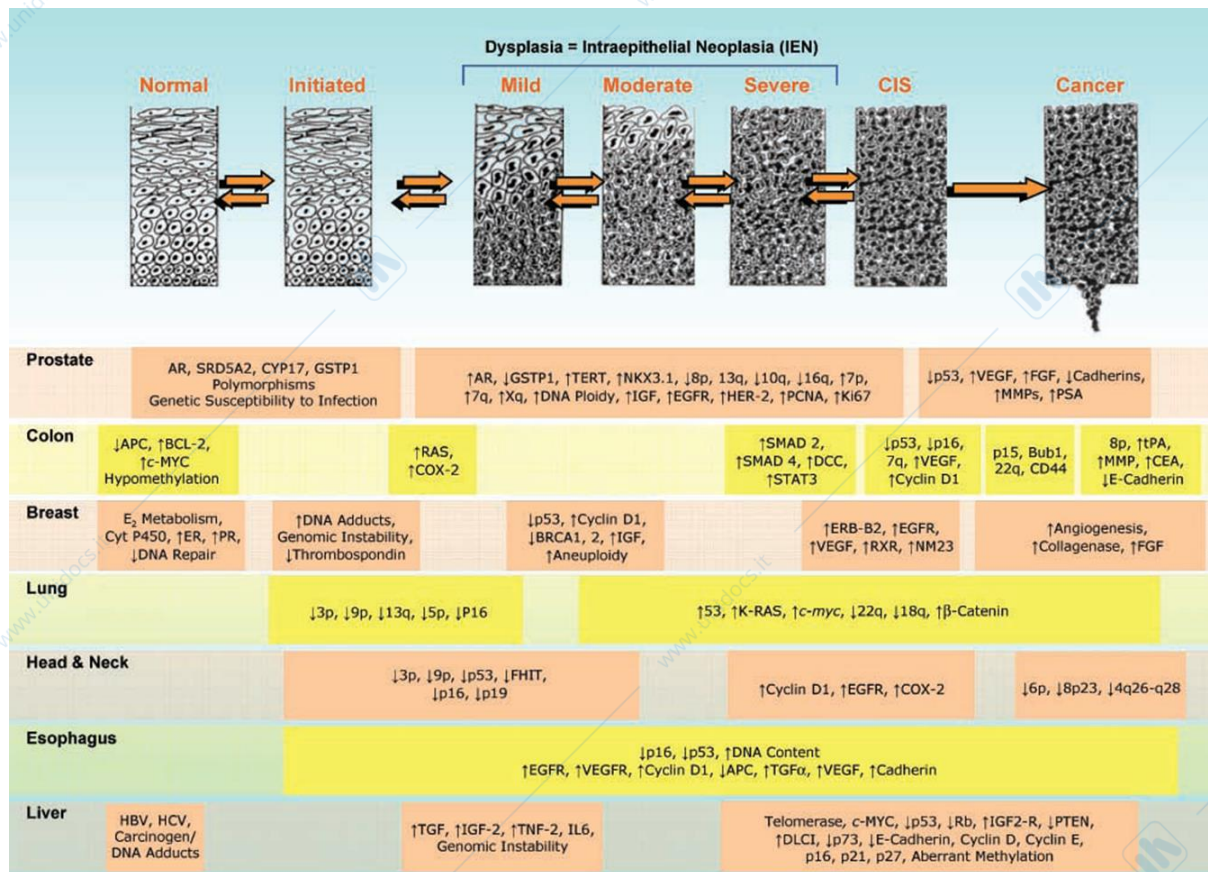 Dysplasia = Intraepithelial Neoplasia (IEN)
Normal
Initiated
Mild
Moderate
Severe
CIS
Cancer
Prostate
AR, SRD5A2, CYP17, GSTP1
Polymorphisms
Genetic Susceptibility to Infection
↑AR, ↓GSTP1, ↑TERT, ↑NKX3.1, ↓8p, 13q, ↓10q, ↓16q, ↑7p,
↑7q, ↑Xq, ↑DNA Ploidy, ↑IGF, ↑EGFR, ↑HER-2, ↑PCNA, ↑Ki67
↓p53, ↑VEGF, ↑FGF, ↓Cadherins,
↑MMPs, ↑PSA
Colon
↓APC, ↑BCL-2,
↑c-MYC
Hypomethylation
↑RAS,
↑COX-2
↑SMAD 2,
↑SMAD 4, ↑DCC,
↑STAT3
↓p53, ↓p16,
7q, ↑VEGF,
↑Cyclin D1
p15, Bub1,
22q, CD44
8p, ↑tPA,
↑MMP, ↑CEA,
↓E-Cadherin
Breast
E₂ Metabolism,
Cyt P450, ↑ER, ↑PR,
↓DNA Repair
↑DNA Adducts,
Genomic Instability,
↓Thrombospondin
↓p53, ↑Cyclin D1,
↓BRCA1, 2, ↑IGF,
↑Aneuploidy
↑ERB-B2, ↑EGFR,
↑VEGF, ↑RXR, ↑NM23
↑Angiogenesis,
↑Collagenase, ↑FGF
Lung
↓3p, ↓9p, ↓13q, ↓5p, ↓P16
↑53, ↑K-RAS, ↑c-myc, ↓22q, ↓18q, ↑β-Catenin
Head & Neck
↓3p, ↓9p, ↓p53, ↓FHIT,
↓p16, ↓p19
↑Cyclin D1, ↑EGFR, ↑COX-2
↓6p, ↓8p23, ↓4q26-q28
Esophagus
↓p16, ↓p53, ↑DNA Content
↑EGFR, ↑VEGFR, ↑Cyclin D1, ↓APC, ↑TGFα, ↑VEGF, ↑Cadherin
Liver
HBV, HCV,
Carcinogen/
DNA Adducts
↑TGF, ↑IGF-2, ↑TNF-2, IL6,
Genomic Instability
Telomerase, c-MYC, ↓p53, ↓Rb, ↑IGF2-R, ↓PTEN,
↑DLCI, ↓p73, ↓E-Cadherin, Cyclin D, Cyclin E,
p16, p21, p27, Aberrant Methylation
www.unidocs.it
www.unidocs.it